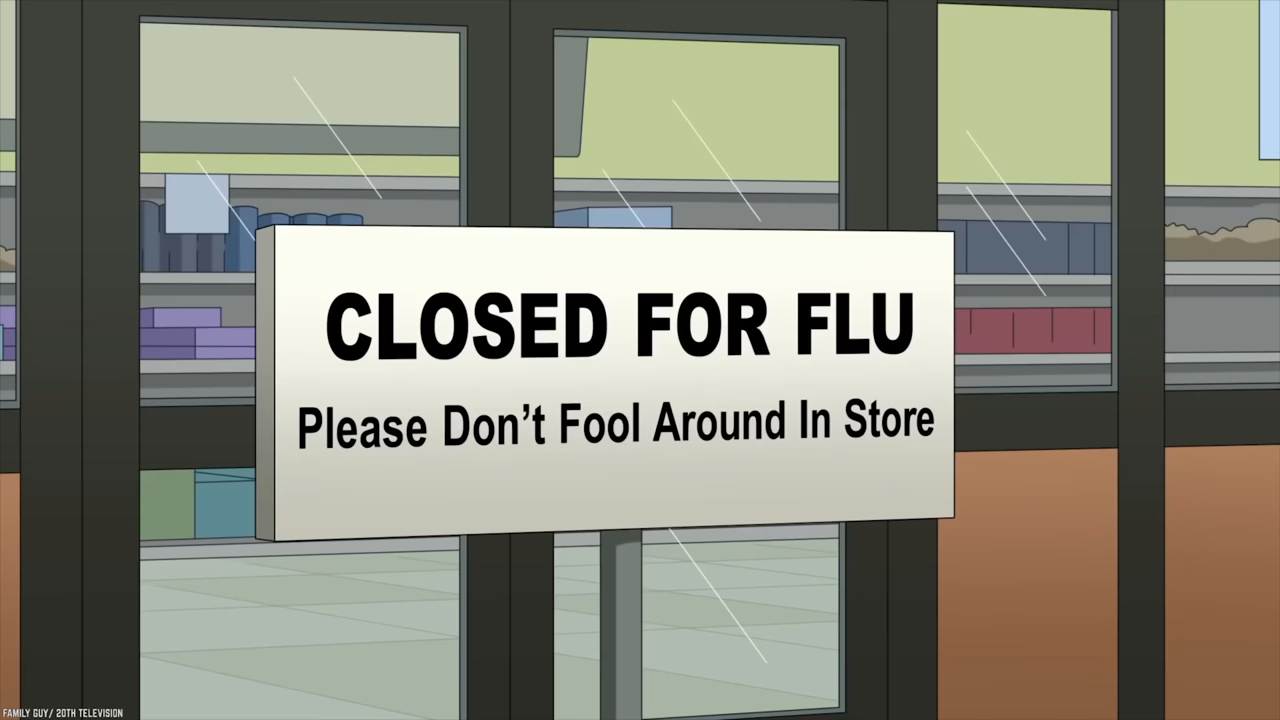 CLOSED FOR FLU
Please Don’t Fool Around In Store
FAMILY GUY/ 20TH TELEVISION